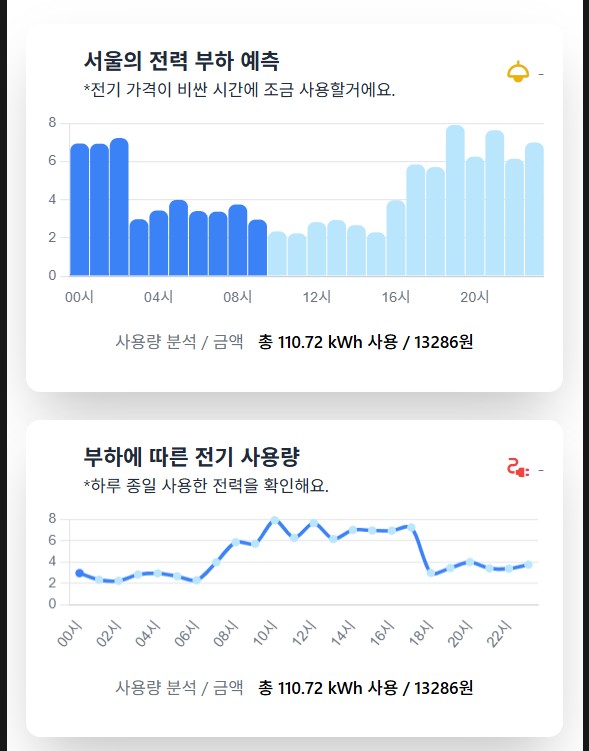 서울의 전력 부하 예측
-
*전기 가격이 비싼 시간에 조금 사용할거에요.
8
6
4
2
0
00시 04시 08시 12시 16시 20시
사용량 분석 / 금액 총 110.72 kWh 사용 / 13286원
부하에 따른 전기 사용량
-
*하루 종일 사용한 전력을 확인해요.
8
6
4
2
0
00시 02시 04시 06시 08시 10시 12시 14시 16시 18시 20시 22시
사용량 분석 / 금액 총 110.72 kWh 사용 / 13286원